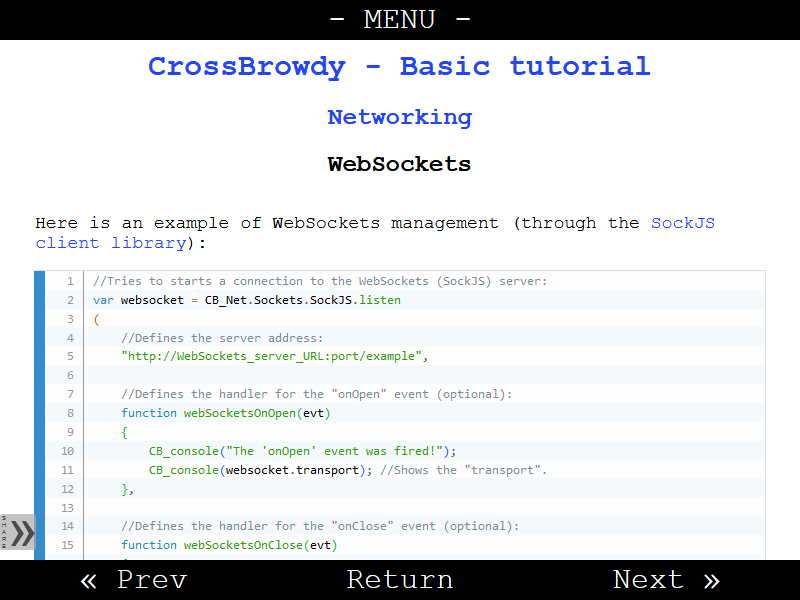 - MENU -
CrossBrowdy - Basic tutorial
Networking
WebSockets
Here is an example of WebSockets management (through the SockJS
client library):
1 //Tries to starts a connection to the WebSockets (SockJS) server:
2 var websocket = CB_Net.Sockets.SockJS.listen
3 (
4 //Defines the server address:
5 "http://WebSockets_server_URL:port/example",
6
7 //Defines the handler for the "onOpen" event (optional):
8 function webSocketsOnOpen(evt)
9 {
10 CB_console("The 'onOpen' event was fired!");
11 CB_console(websocket.transport); //Shows the "transport".
12 },
13
14 //Defines the handler for the "onClose" event (optional):
15 function webSocketsOnClose(evt)
SHARE »
« Prev Return Next »